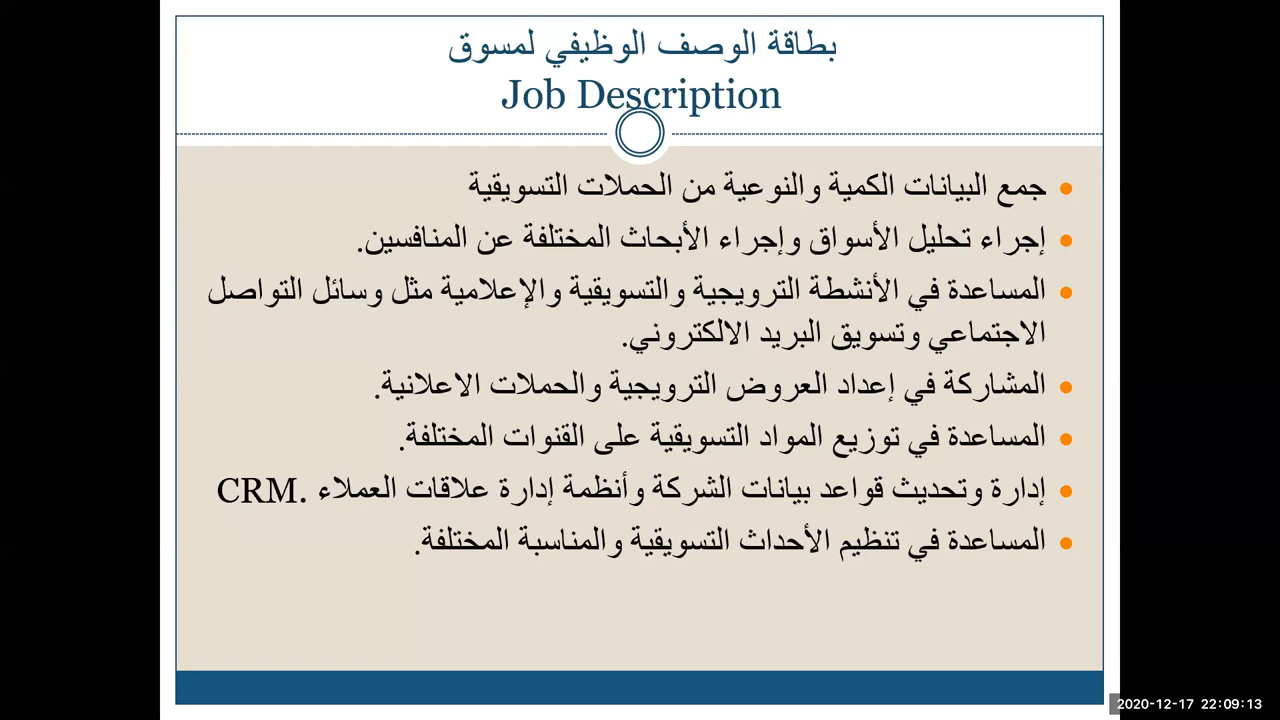 بطاقة الوصف الوظيفي لمسوق
Job Description
جمع البيانات الكمية والنوعية من الحملات التسويقية
إجراء تحليل الأسواق وإجراء الأبحاث المختلفة عن المنافسين.
المساعدة في الأنشطة الترويجية والتسويقية والإعلامية مثل وسائل التواصل
الاجتماعي وتسويق البريد الالكتروني.
المشاركة في إعداد العروض الترويجية والحملات الاعلانية.
المساعدة في توزيع المواد التسويقية على القنوات المختلفة.
إدارة وتحديث قواعد بيانات الشركة وأنظمة إدارة علاقات العملاء .CRM
المساعدة في تنظيم الأحداث التسويقية والمناسبة المختلفة.
2020-12-17 22:09:13